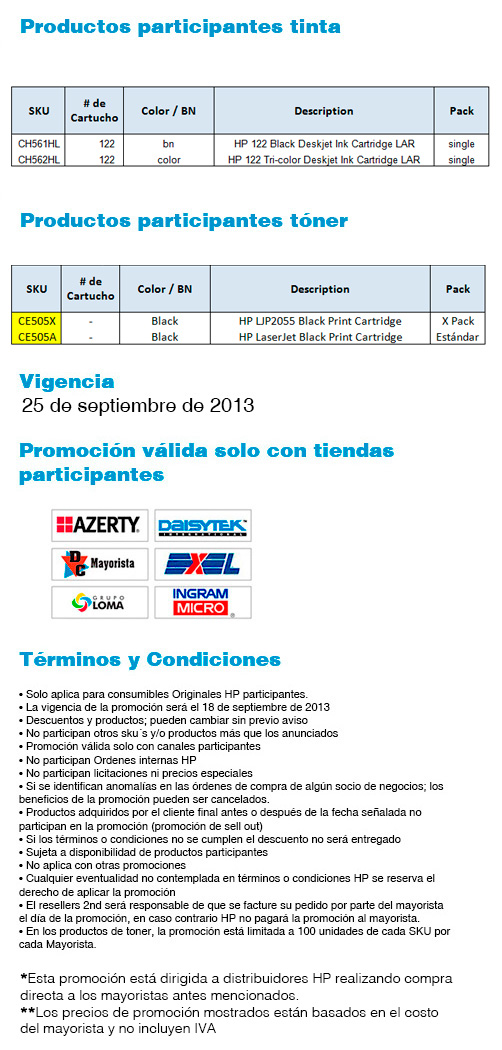 Productos participantes tinta
SKU # de Cartucho Color / BN Description Pack
CH561HL 122 bn HP 122 Black Deskjet Ink Cartridge LAR single
CH562HL 122 color HP 122 Tri-color Deskjet Ink Cartridge LAR single
Productos participantes tóner
SKU # de Cartucho Color / BN Description Pack
CE505X - Black HP LJP2055 Black Print Cartridge X Pack
CE505A - Black HP LaserJet Black Print Cartridge Estándar
Vigencia
25 de septiembre de 2013
Promoción válida solo con tiendas
participantes
AZERTY DAISYTEK INTERNATIONAL
DC Mayorista EXEL
GRUPO LOMA INGRAM MICRO
Términos y Condiciones
• Solo aplica para consumibles Originales HP participantes.
• La vigencia de la promoción será el 18 de septiembre de 2013
• Descuentos y productos; pueden cambiar sin previo aviso
• No participan otros sku´s y/o productos más que los anunciados
• Promoción válida solo con canales participantes
• No participan Ordenes internas HP
• No participan licitaciones ni precios especiales
• Si se identifican anomalías en las órdenes de compra de algún socio de negocios; los
beneficios de la promoción pueden ser cancelados.
• Productos adquiridos por el cliente final antes o después de la fecha señalada no
participan en la promoción (promoción de sell out)
• Si los términos o condiciones no se cumplen el descuento no será entregado
• Sujeta a disponibilidad de productos participantes
• No aplica con otras promociones
• Cualquier eventualidad no contemplada en términos o condiciones HP se reserva el
derecho de aplicar la promoción
• El resellers 2nd será responsable de que se facture su pedido por parte del mayorista
el día de la promoción, en caso contrario HP no pagará la promoción al mayorista.
• En los productos de toner, la promoción está limitada a 100 unidades de cada SKU por
cada Mayorista.
*Esta promoción está dirigida a distribuidores HP realizando compra
directa a los mayoristas antes mencionados.
**Los precios de promoción mostrados están basados en el costo
del mayorista y no incluyen IVA